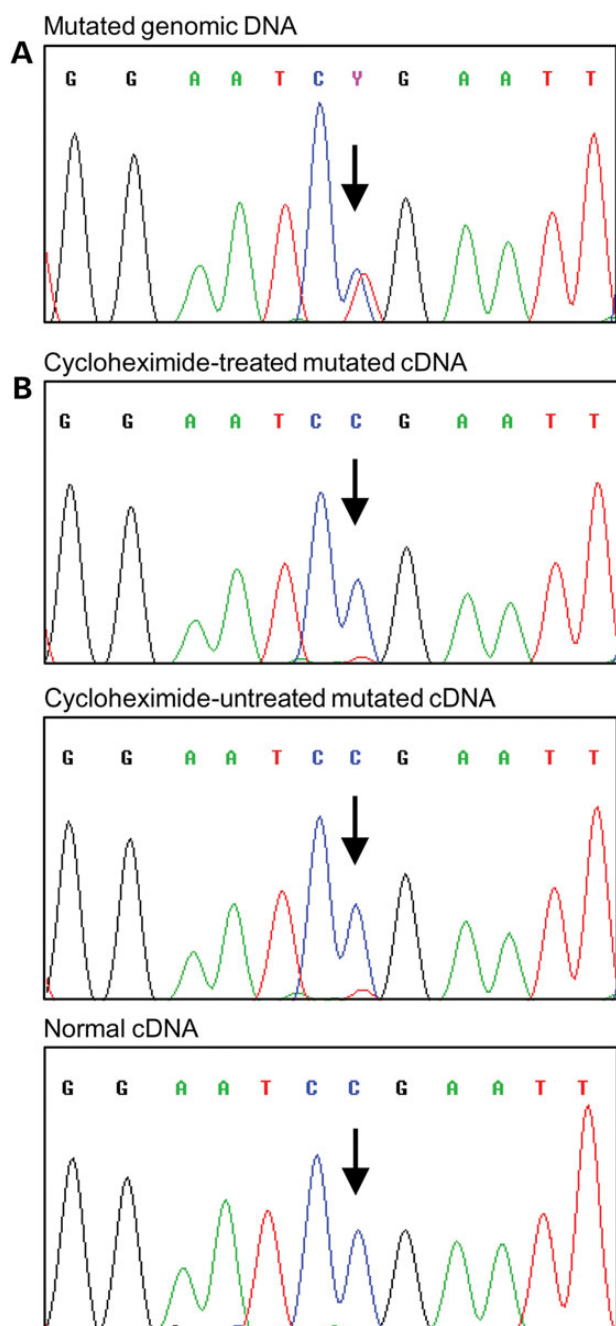 Mutated genomic DNA
A
G G A A T C Y G A A T T
Cycloheximide-treated mutated cDNA
B
G G A A T C C G A A T T
Cycloheximide-untreated mutated cDNA
G G A A T C C G A A T T
Normal cDNA
G G A A T C C G A A T T